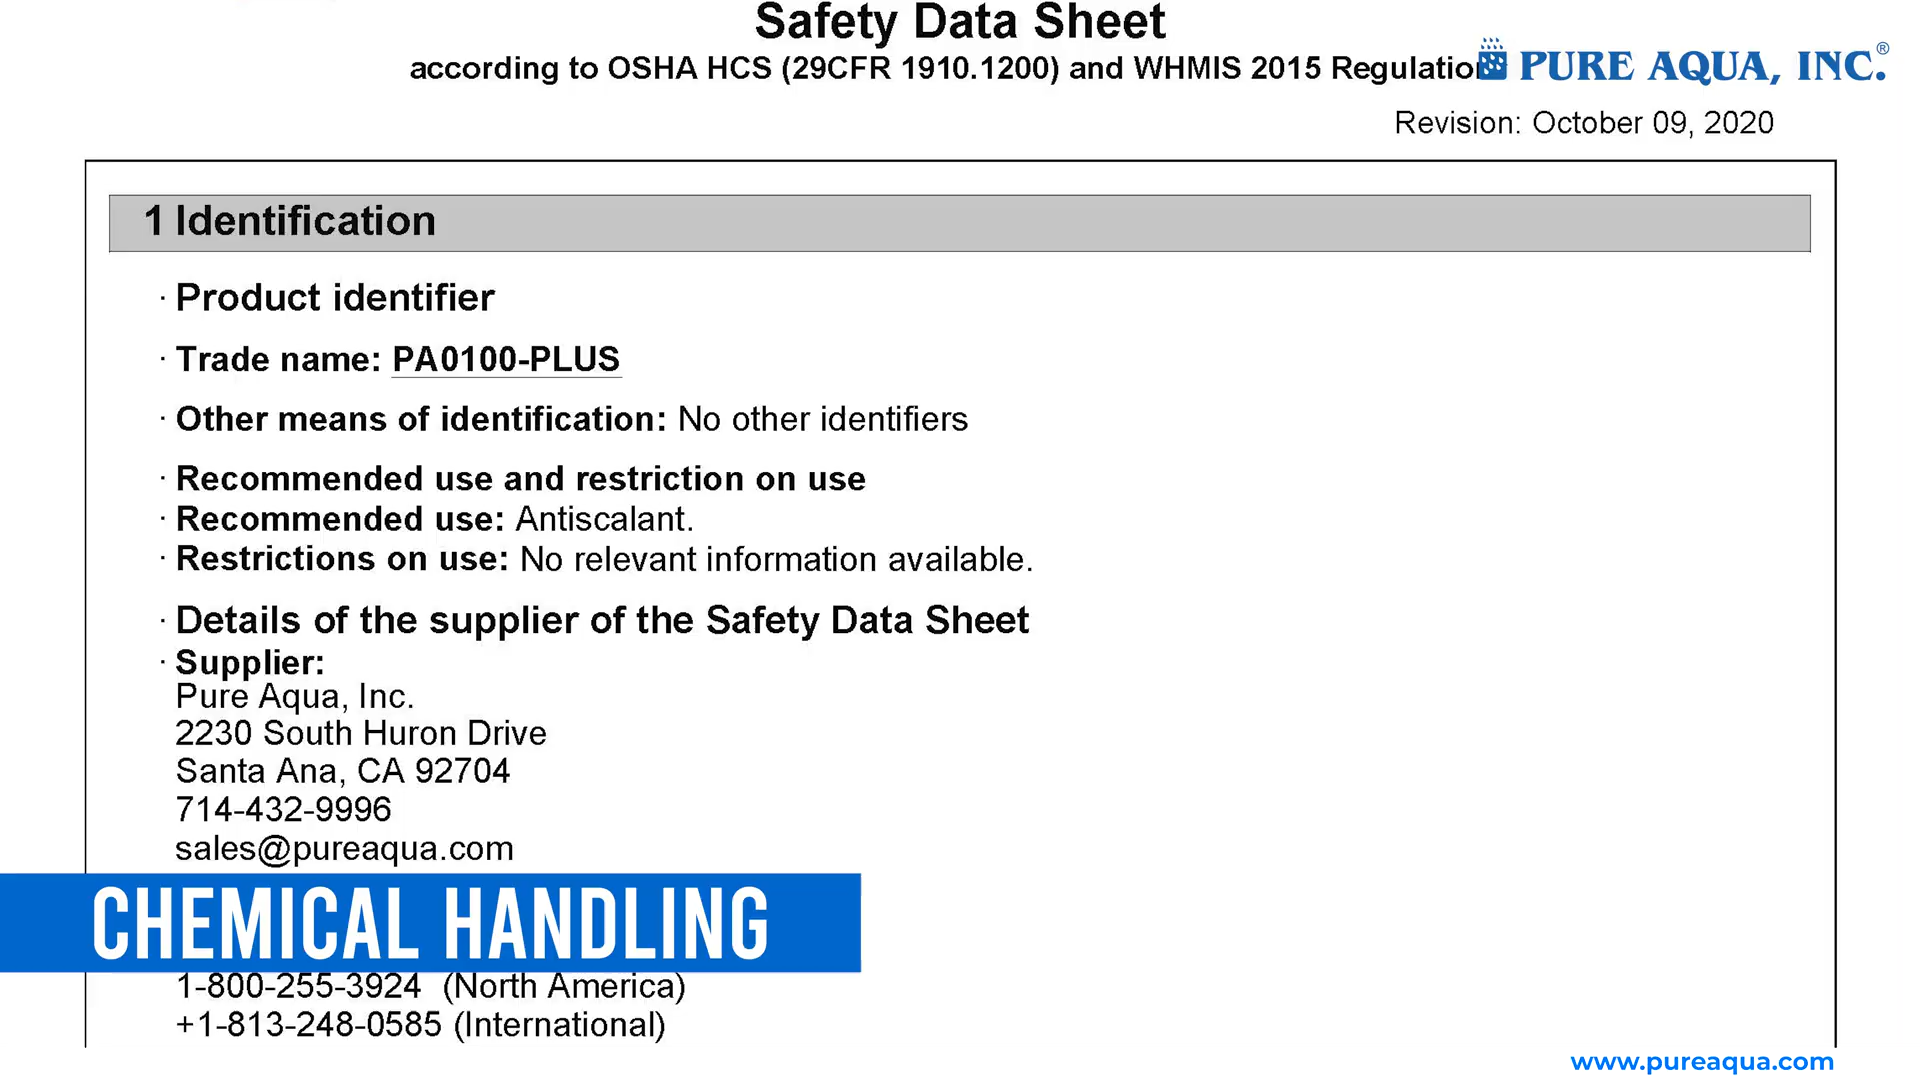 Safety Data Sheet
according to OSHA HCS (29CFR 1910.1200) and WHMIS 2015 Regulation
PURE AQUA, INC.®
Revision: October 09, 2020
1 Identification
· Product identifier
· Trade name: PA0100-PLUS
· Other means of identification: No other identifiers
· Recommended use and restriction on use
· Recommended use: Antiscalant.
· Restrictions on use: No relevant information available.
· Details of the supplier of the Safety Data Sheet
· Supplier:
Pure Aqua, Inc.
2230 South Huron Drive
Santa Ana, CA 92704
714-432-9996
sales@pureaqua.com
CHEMICAL HANDLING
1-800-255-3924 (North America)
+1-813-248-0585 (International)
www.pureaqua.com